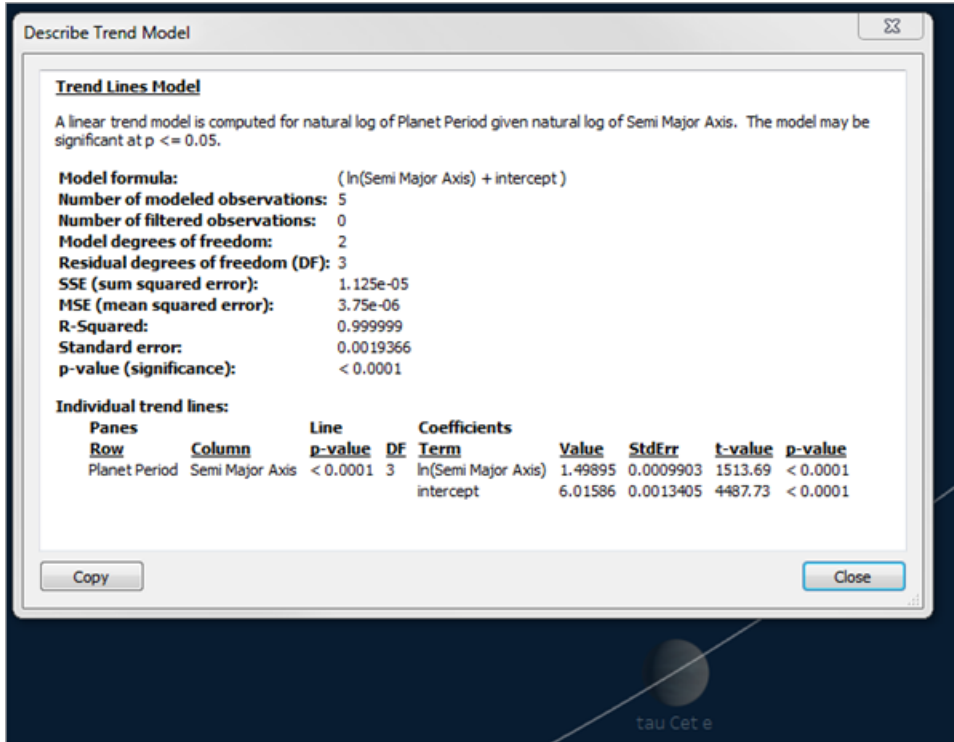 Describe Trend Model
Trend Lines Model
A linear trend model is computed for natural log of Planet Period given natural log of Semi Major Axis.  The model may be
significant at p <= 0.05.
Model formula: ( ln(Semi Major Axis) + intercept )
Number of modeled observations: 5
Number of filtered observations: 0
Model degrees of freedom: 2
Residual degrees of freedom (DF): 3
SSE (sum squared error): 1.125e-05
MSE (mean squared error): 3.75e-06
R-Squared: 0.999999
Standard error: 0.0019366
p-value (significance): < 0.0001
Individual trend lines:
Panes Line Coefficients
Row Column p-value DF Term Value StdErr t-value p-value
Planet Period Semi Major Axis < 0.0001 3 ln(Semi Major Axis) 1.49895 0.0009903 1513.69 < 0.0001
intercept 6.01586 0.0013405 4487.73 < 0.0001
Copy Close
tau Cet e